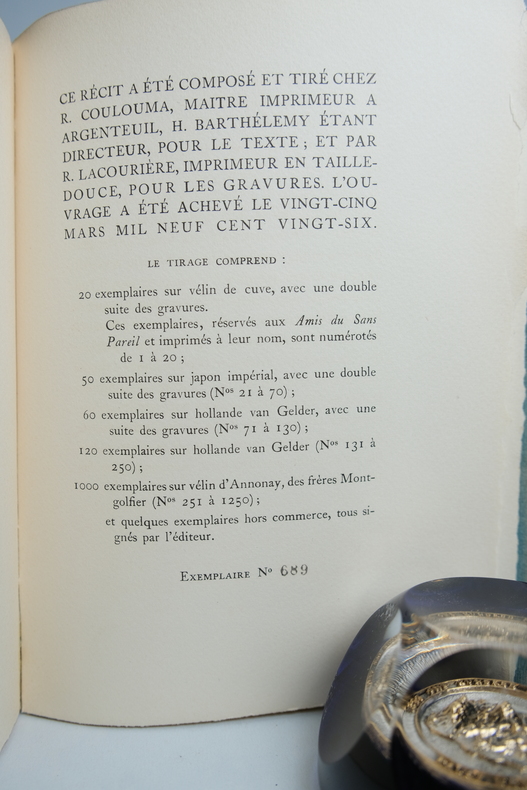 CE RÉCIT A ÉTÉ COMPOSÉ ET TIRÉ CHEZ
R. COULOUMA, MAITRE IMPRIMEUR A
ARGENTEUIL, H. BARTHÉLEMY ÉTANT
DIRECTEUR, POUR LE TEXTE ; ET PAR
R. LACOURIÈRE, IMPRIMEUR EN TAILLE-
DOUCE, POUR LES GRAVURES. L'OU-
VRAGE A ÉTÉ ACHEVÉ LE VINGT-CINQ
MARS MIL NEUF CENT VINGT-SIX.
LE TIRAGE COMPREND :
20 exemplaires sur vélin de cuve, avec une double
suite des gravures.
Ces exemplaires, réservés aux Amis du Sans
Pareil et imprimés à leur nom, sont numérotés
de 1 à 20 ;
50 exemplaires sur japon impérial, avec une double
suite des gravures (Nos 21 à 70) ;
60 exemplaires sur hollande van Gelder, avec une
suite des gravures (Nos 71 à 130) ;
120 exemplaires sur hollande van Gelder (Nos 131 à
250) ;
1000 exemplaires sur vélin d'Annonay, des frères Mont-
golfier (Nos 251 à 1250) ;
et quelques exemplaires hors commerce, tous si-
gnés par l'éditeur.
EXEMPLAIRE No 689